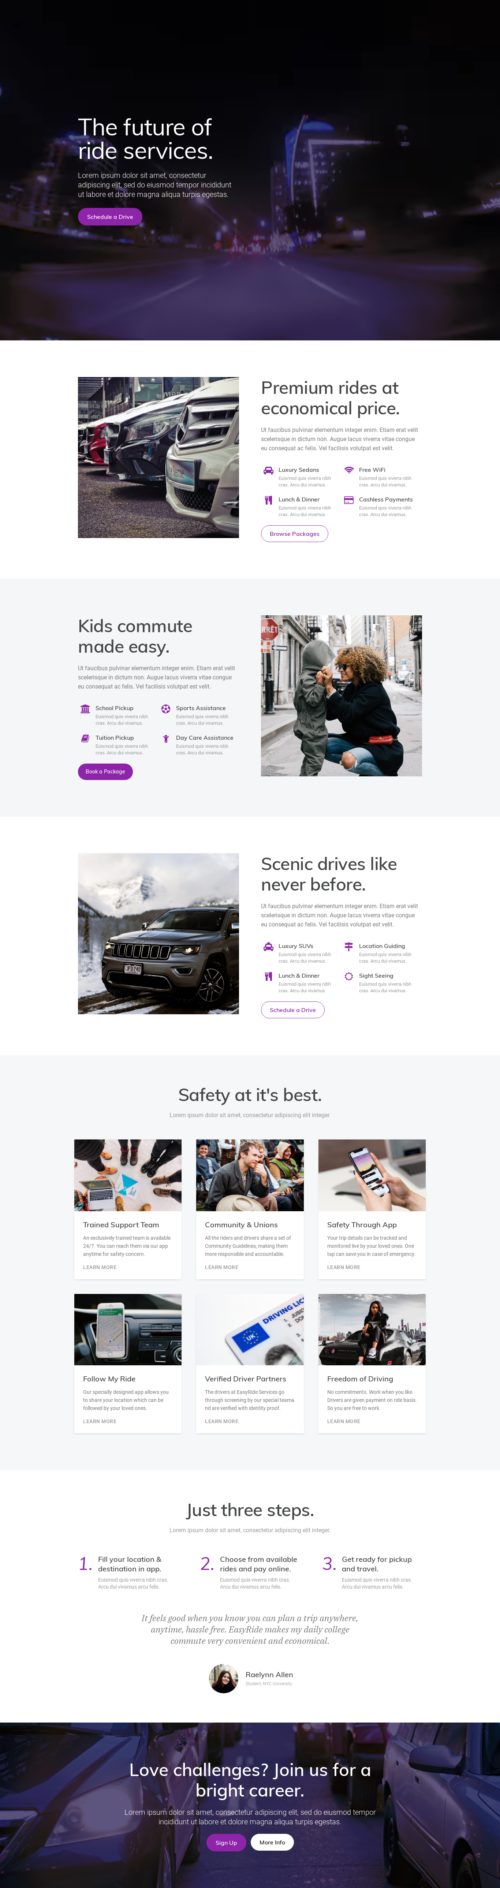 The future of
ride services.
Lorem ipsum dolor sit amet, consectetur
adipiscing elit, sed do eiusmod tempor incididunt
ut labore et dolore magna aliqua turpis egestas.
Schedule a Drive
Premium rides at
economical price.
Ut faucibus pulvinar elementum integer enim. Etiam erat velit
scelerisque in dictum non. Augue lacus viverra vitae congue
eu consequat ac felis. Vel facilisis volutpat est velit.
Luxury Sedans
Euismod quis viverra nibh
cras. Arcu dui vivamus.
Free WiFi
Euismod quis viverra nibh
cras. Arcu dui vivamus.
Lunch & Dinner
Euismod quis viverra nibh
cras. Arcu dui vivamus.
Cashless Payments
Euismod quis viverra nibh
cras. Arcu dui vivamus.
Browse Packages
Kids commute
made easy.
Ut faucibus pulvinar elementum integer enim. Etiam erat velit
scelerisque in dictum non. Augue lacus viverra vitae congue
eu consequat ac felis. Vel facilisis volutpat est velit.
School Pickup
Euismod quis viverra nibh
cras. Arcu dui vivamus.
Sports Assistance
Euismod quis viverra nibh
cras. Arcu dui vivamus.
Tuition Pickup
Euismod quis viverra nibh
cras. Arcu dui vivamus.
Day Care Assistance
Euismod quis viverra nibh
cras. Arcu dui vivamus.
Book a Package
ARRÊT
Scenic drives like
never before.
Ut faucibus pulvinar elementum integer enim. Etiam erat velit
scelerisque in dictum non. Augue lacus viverra vitae congue
eu consequat ac felis. Vel facilisis volutpat est velit.
Luxury SUVs
Euismod quis viverra nibh
cras. Arcu dui vivamus.
Location Guiding
Euismod quis viverra nibh
cras. Arcu dui vivamus.
Lunch & Dinner
Euismod quis viverra nibh
cras. Arcu dui vivamus.
Sight Seeing
Euismod quis viverra nibh
cras. Arcu dui vivamus.
Schedule a Drive
Safety at it's best.
Lorem ipsum dolor sit amet, consectetur adipiscing elit integer.
Trained Support Team
An exclusively trained team is available
24/7. You can reach them via our app
anytime for safety concern.
LEARN MORE
Community & Unions
All the riders and drivers share a set of
Community Guidelines, making them
more responsible and accountable.
LEARN MORE
Safety Through App
Your trip details can be tracked and
monitored live by your loved ones. One
tap can save you in case of emergency.
LEARN MORE
DRIVING LIC
UK
Follow My Ride
Our specially designed app allows you
to share your location which can be
followed by your loved ones.
LEARN MORE
Verified Driver Partners
The drivers at EasyRide Services go
through screening by our special teams
nd are verified with identity proof.
LEARN MORE
Freedom of Driving
No commitments. Work when you like.
Drivers are given payment on ride basis.
So you are free to work.
LEARN MORE
Just three steps.
Lorem ipsum dolor sit amet, consectetur adipiscing elit integer.
1. Fill your location &
destination in app.
Euismod quis viverra nibh cras.
Arcu dui vivamus arcu felis.
2. Choose from available
rides and pay online.
Euismod quis viverra nibh cras.
Arcu dui vivamus arcu felis.
3. Get ready for pickup
and travel.
Euismod quis viverra nibh cras.
Arcu dui vivamus arcu felis.
It feels good when you know you can plan a trip anywhere,
anytime, hassle free. EasyRide makes my daily college
commute very convenient and economical.
Raelynn Allen
Student, NYC University
Love challenges? Join us for a
bright career.
Lorem ipsum dolor sit amet, consectetur adipiscing elit, sed do eiusmod tempor
incididunt ut labore et dolore magna aliqua turpis egestas.
Sign Up
More Info